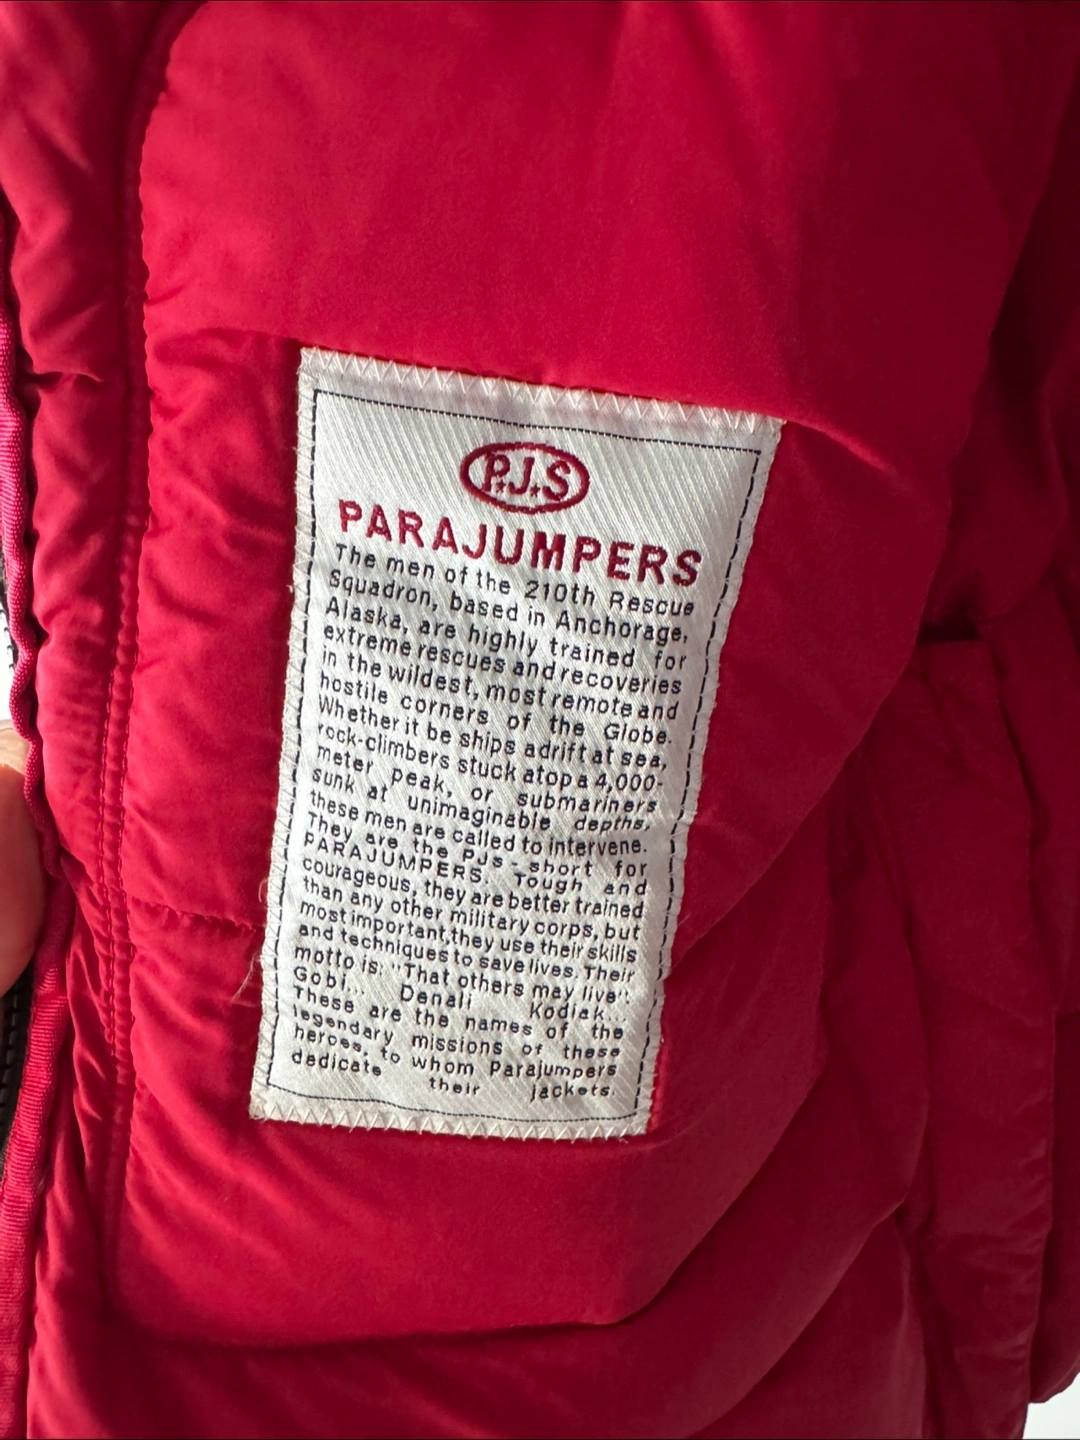 P.J.S
PARAJUMPERS
The men of the 210th Rescue
Squadron, based in Anchorage,
Alaska, are highly trained for
extreme rescues and recoveries
in the wildest, most remote and
hostile corners of the Globe.
Whether it be ships adrift at sea,
rock-climbers stuck atop a 4,000-
meter peak, or submariners
sunk at unimaginable depths,
these men are called to intervene.
They are the PJs - short for
PARAJUMPERS. Tough and
courageous, they are better trained
than any other military corps, but
most important,they use their skills
and techniques to save lives. Their
motto is: "That others may live".
Gobi... Denali Kodiak...
These are the names of the
legendary missions of these
heroes, to whom Parajumpers
dedicate their jackets.